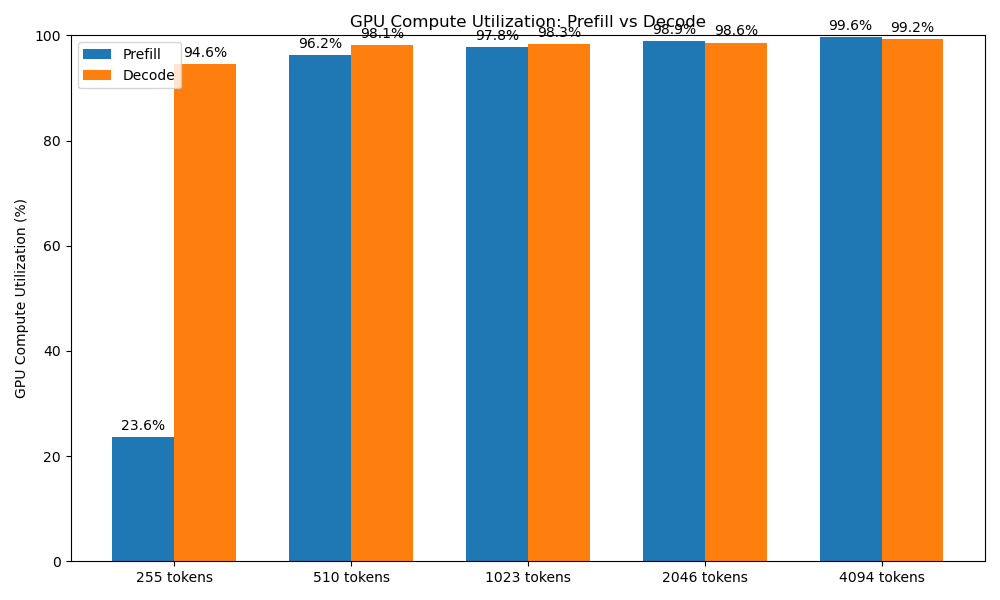 GPU Compute Utilization: Prefill vs Decode
Prefill
Decode
GPU Compute Utilization (%)
100
80
60
40
20
0
23.6%
94.6%
96.2%
98.1%
97.8%
98.3%
98.9%
98.6%
99.6%
99.2%
255 tokens
510 tokens
1023 tokens
2046 tokens
4094 tokens